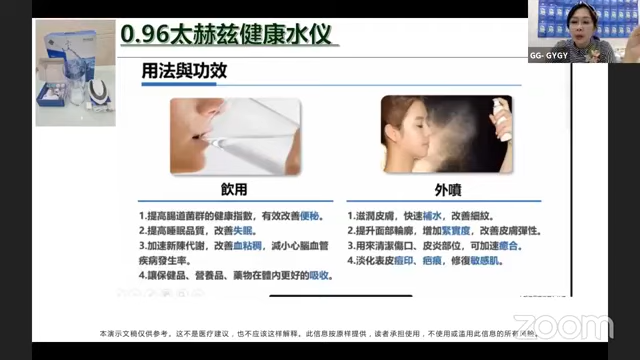 0.96太赫兹健康水仪
GG- GYGY
用法與功效
飲用
外噴
1.提高腸道菌群的健康指數，有效改善便秘。
2.提高睡眠品質，改善失眠。
3.加速新陳代謝，改善血粘稠，減小心腦血管
疾病發生率。
4.讓保健品、營養品、藥物在體內更好的吸收。
1.滋潤皮膚，快速補水，改善細紋。
2.提升面部輪廓，增加緊實度，改善皮膚彈性。
3.用來清潔傷口、皮炎部位，可加速癒合。
4.淡化表皮痘印、疤痕，修復敏感肌。
zoom
本演示文稿仅供参考。这不是医疗建议，也不应该这样解释。此信息按原样提供，读者承担使用，不使用或滥用此信息的所有风险。